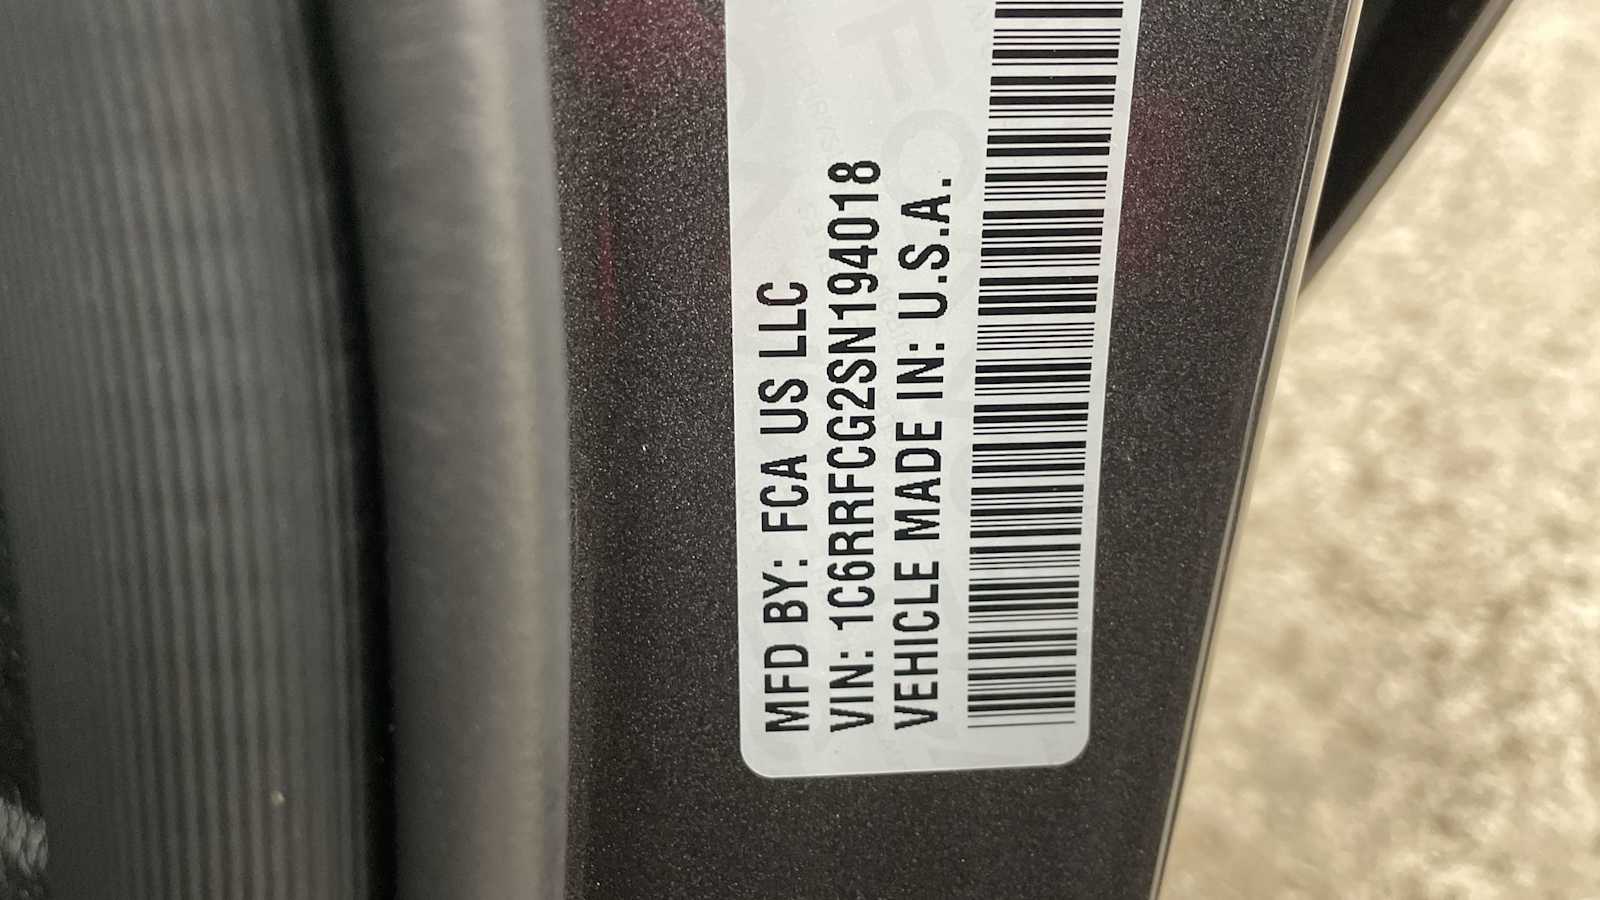 MFD BY: FCA US LLC
VIN: 1C6RRFCG2SN194018
VEHICLE MADE IN: U.S.A.